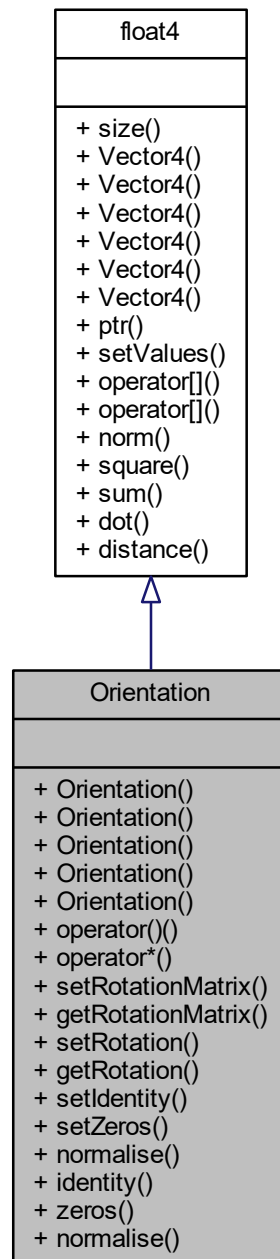 float4
+ size()
+ Vector4()
+ Vector4()
+ Vector4()
+ Vector4()
+ Vector4()
+ Vector4()
+ ptr()
+ setValues()
+ operator[]()
+ operator[]()
+ norm()
+ square()
+ sum()
+ dot()
+ distance()
Orientation
+ Orientation()
+ Orientation()
+ Orientation()
+ Orientation()
+ Orientation()
+ operator()()
+ operator*()
+ setRotationMatrix()
+ getRotationMatrix()
+ setRotation()
+ getRotation()
+ setIdentity()
+ setZeros()
+ normalise()
+ identity()
+ zeros()
+ normalise()